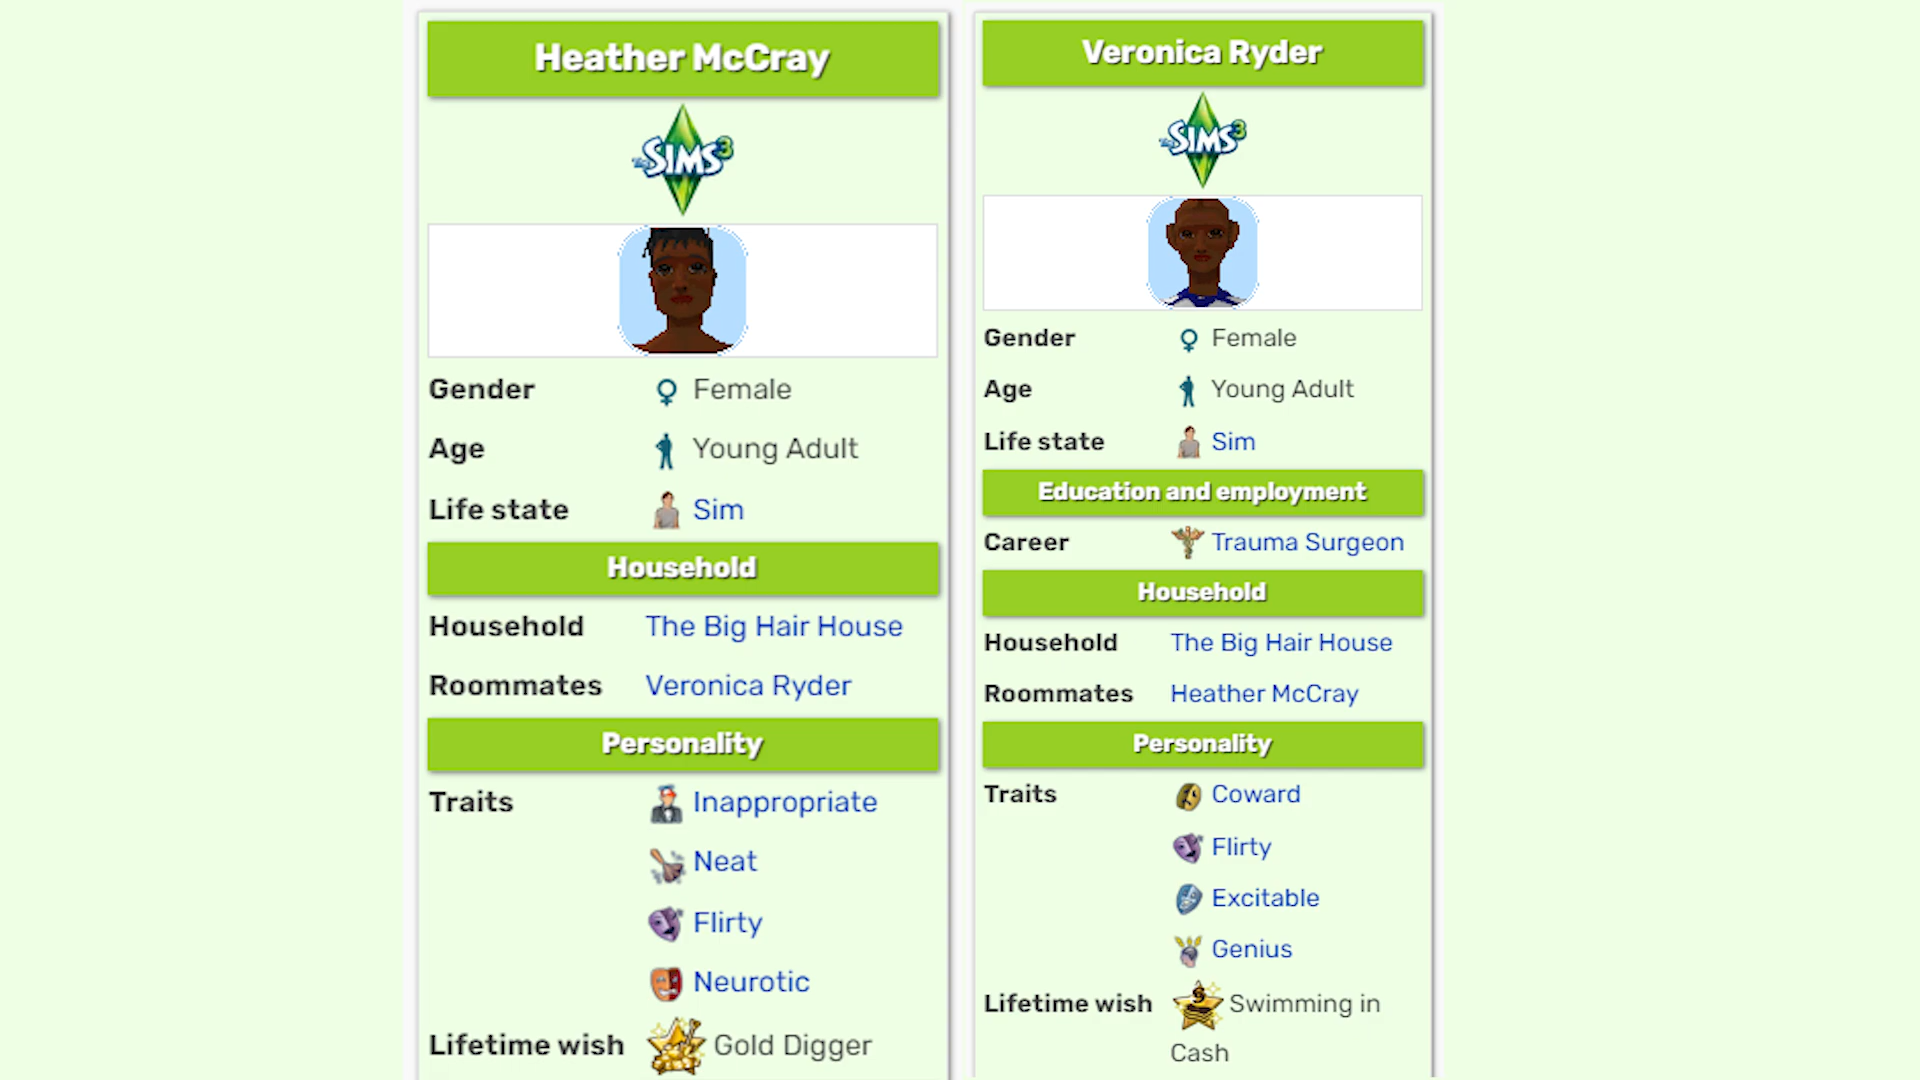 Heather McCray
The SIMS 3
Gender Female
Age Young Adult
Life state Sim
Household
Household The Big Hair House
Roommates Veronica Ryder
Personality
Traits Inappropriate
Neat
Flirty
Neurotic
Lifetime wish Gold Digger
Veronica Ryder
The SIMS 3
Gender Female
Age Young Adult
Life state Sim
Education and employment
Career Trauma Surgeon
Household
Household The Big Hair House
Roommates Heather McCray
Personality
Traits Coward
Flirty
Excitable
Genius
Lifetime wish Swimming in
Cash